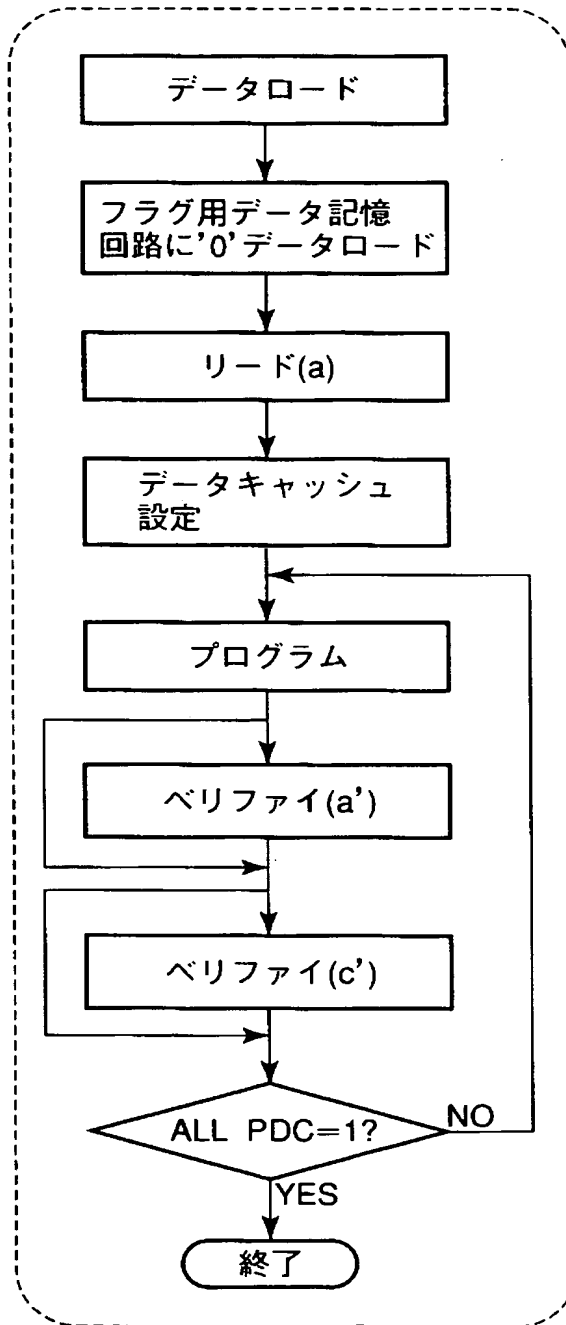 データロード
フラグ用データ記憶
回路に'0'データロード
リード(a)
データキャッシュ
設定
プログラム
ベリファイ(a')
ベリファイ(c')
ALL PDC=1?
NO
YES
終了